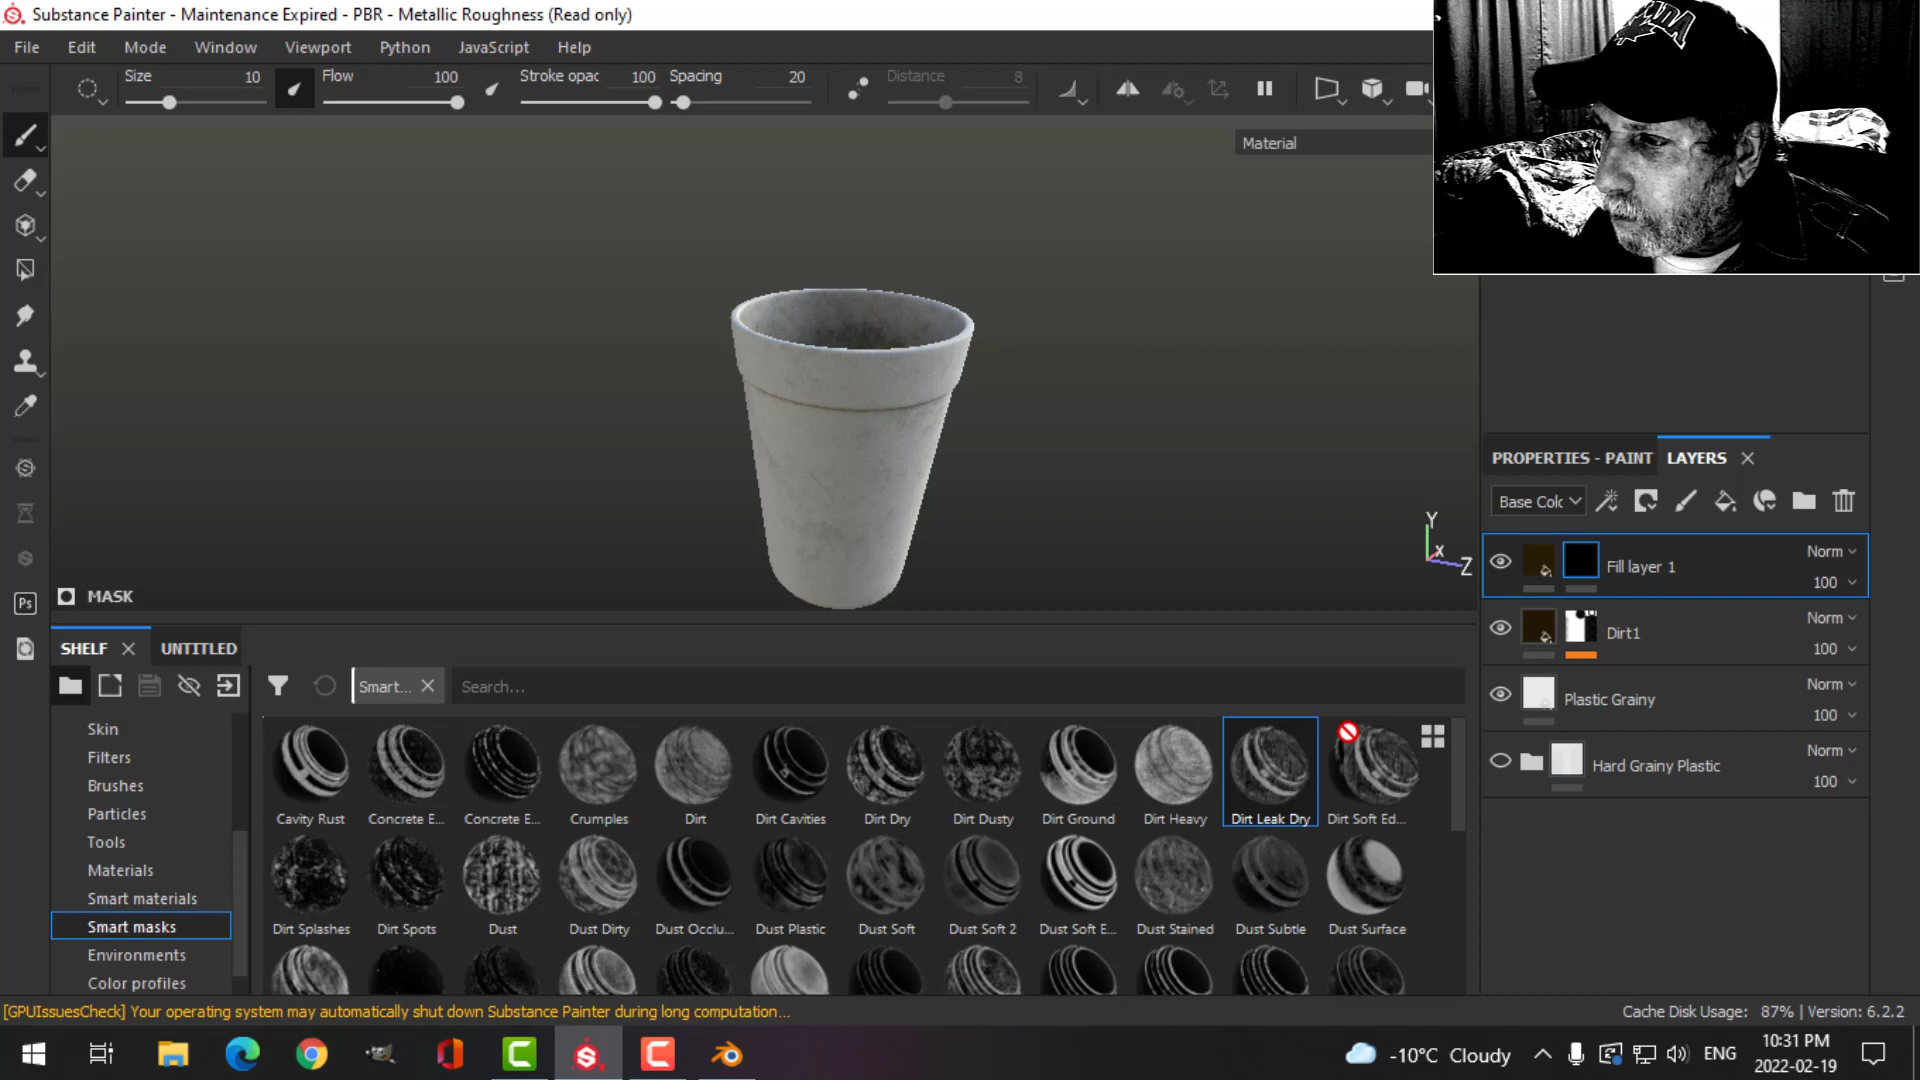 Substance Painter - Maintenance Expired - PBR - Metallic Roughness (Read only)
File Edit Mode Window Viewport Python JavaScript Help
Size 10 Flow 100 Stroke opac 100 Spacing 20 Distance 8
Material
Y
X
Z
MASK
PROPERTIES - PAINT LAYERS
Base Colc
Norm
Fill layer 1
100
Norm
Dirt1
100
Norm
Plastic Grainy
100
Norm
Hard Grainy Plastic
100
SHELF UNTITLED
Smart... Search...
Skin
Filters
Brushes
Particles
Tools
Materials
Smart materials
Smart masks
Environments
Color profiles
Cavity Rust Concrete E... Concrete E... Crumples Dirt Dirt Cavities Dirt Dry Dirt Dusty Dirt Ground Dirt Heavy Dirt Leak Dry Dirt Soft Ed...
Dirt Splashes Dirt Spots Dust Dust Dirty Dust Occlu... Dust Plastic Dust Soft Dust Soft 2 Dust Soft E... Dust Stained Dust Subtle Dust Surface
[GPUIssuesCheck] Your operating system may automatically shut down Substance Painter during long computation...
Cache Disk Usage: 87% | Version: 6.2.2
Ps
-10°C Cloudy
ENG
10:31 PM
2022-02-19